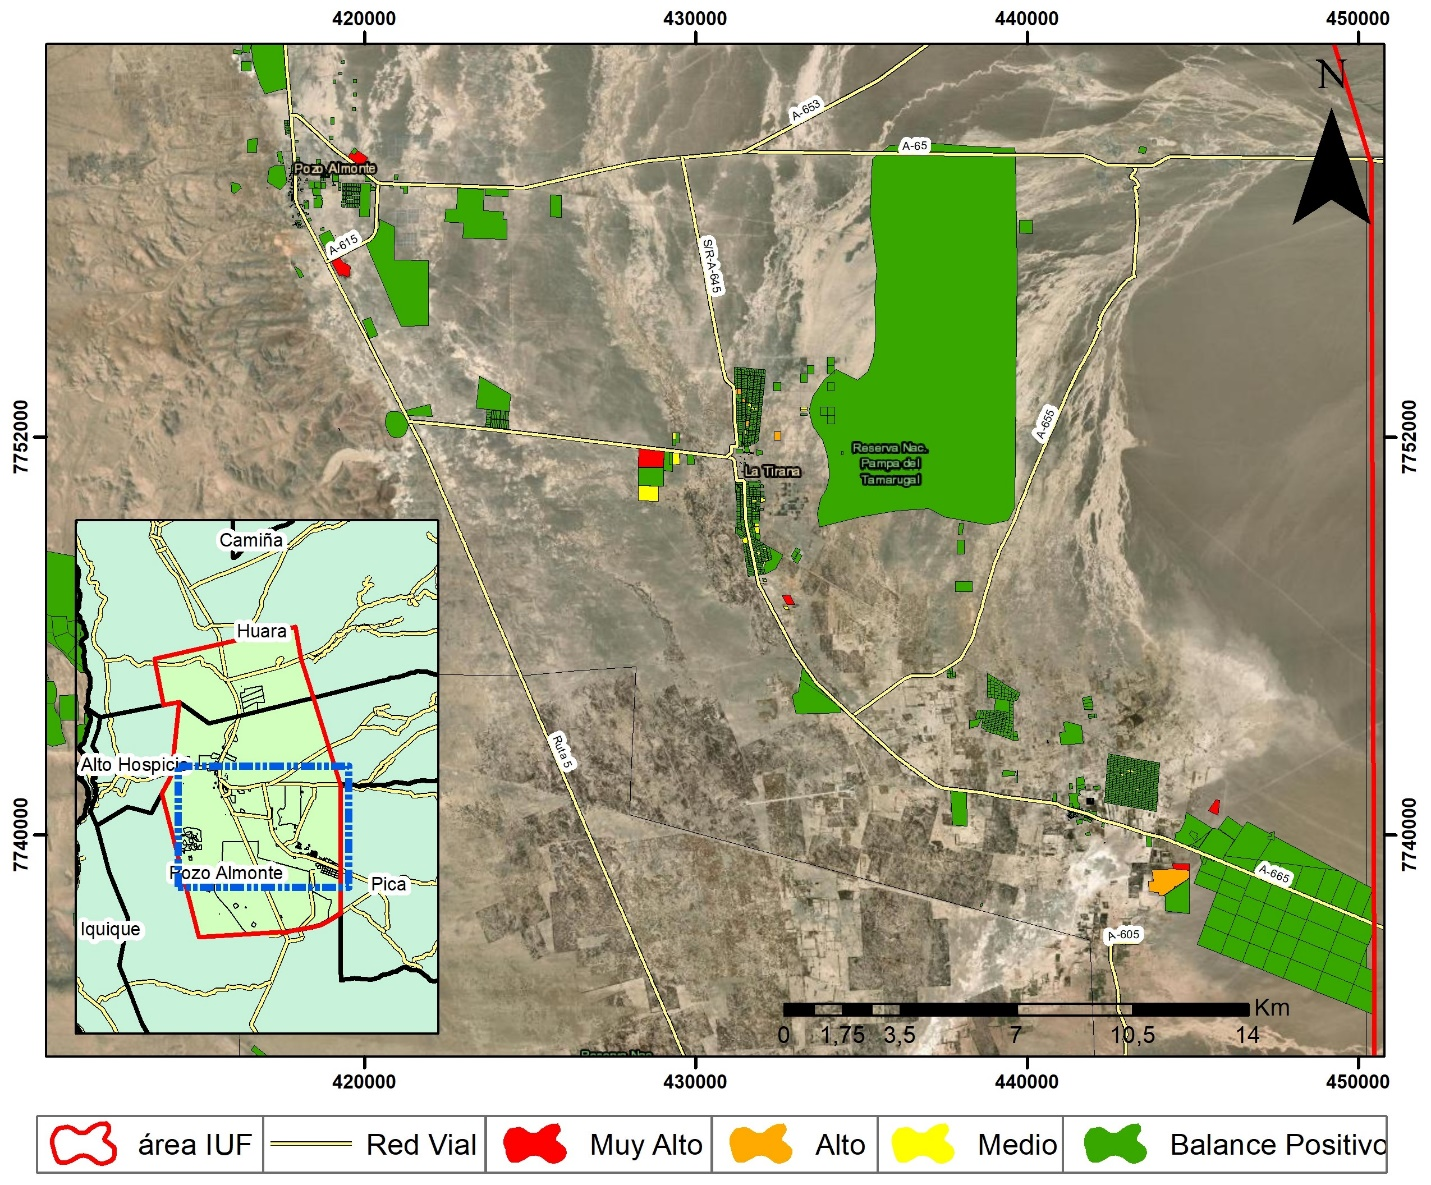 420000
430000
440000
450000
N
A-653
A-65
Pozo Almonte
A-615
S/R-A-645
7752000
7752000
A-655
Reserva Nac.
Pampa del
Tamarugal
La Tirana
Camiña
Huara
Ruta 5
Alto Hospicio
Pozo Almonte
Pica
Iquique
7740000
7740000
A-665
A-605
Km
0
1,75
3,5
7
10,5
14
Reserva Nac.
420000
430000
440000
450000
área IUF
Red Vial
Muy Alto
Alto
Medio
Balance Positivo